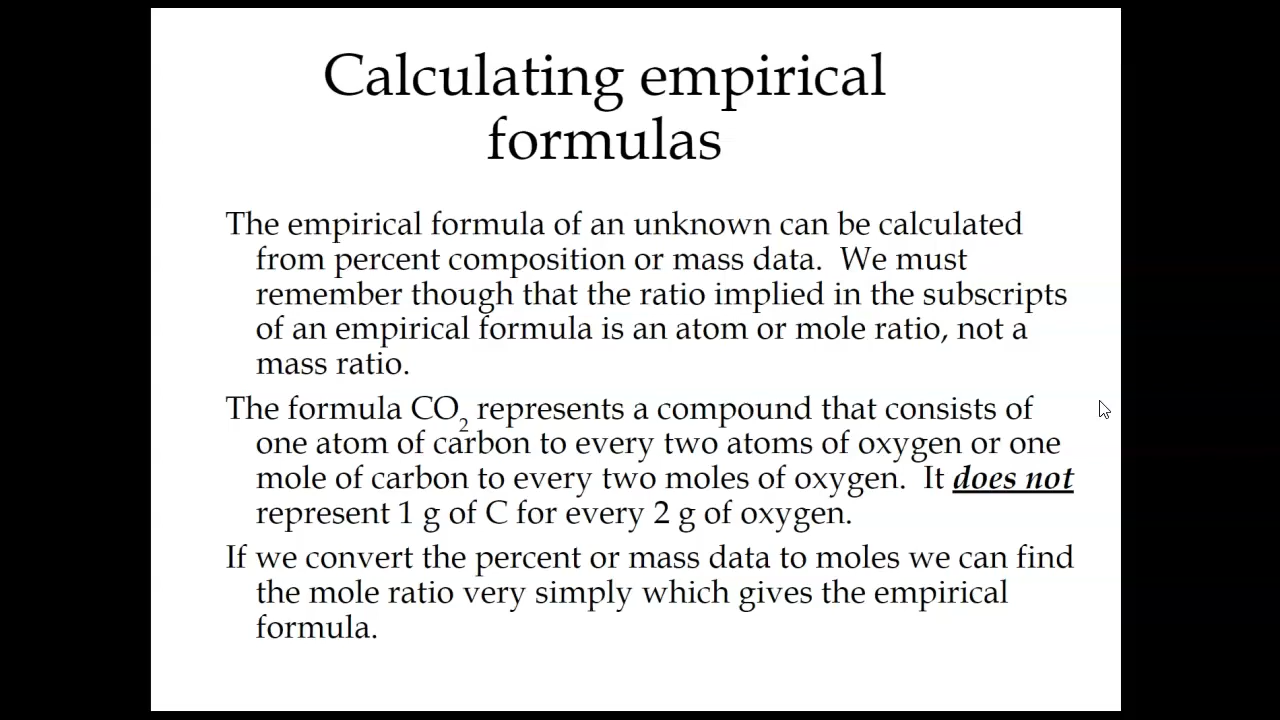 Calculating empirical
formulas
The empirical formula of an unknown can be calculated
from percent composition or mass data.  We must
remember though that the ratio implied in the subscripts
of an empirical formula is an atom or mole ratio, not a
mass ratio.
The formula CO₂ represents a compound that consists of
one atom of carbon to every two atoms of oxygen or one
mole of carbon to every two moles of oxygen.  It does not
represent 1 g of C for every 2 g of oxygen.
If we convert the percent or mass data to moles we can find
the mole ratio very simply which gives the empirical
formula.